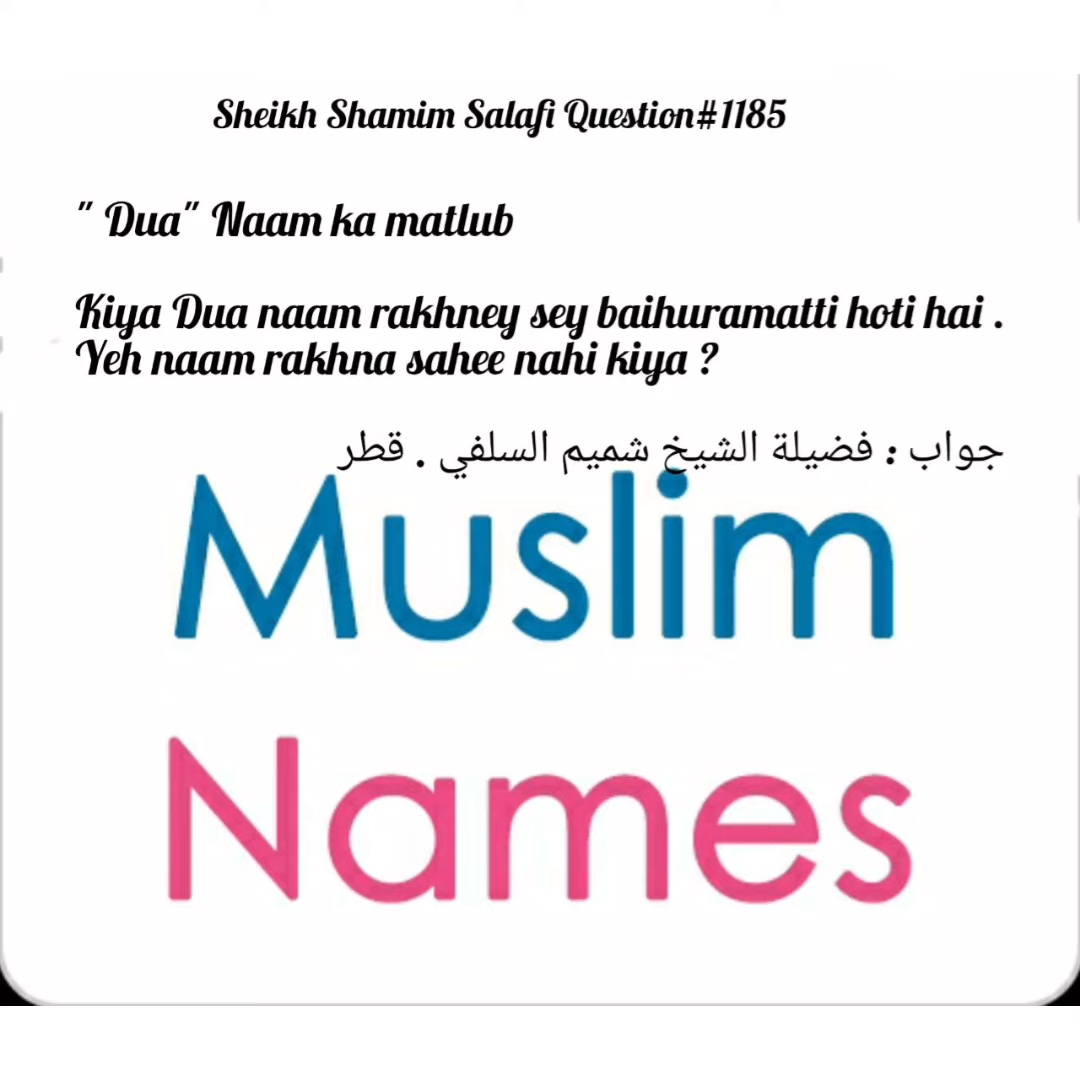 Sheikh Shamim Salafi Question#1185
" Dua" Naam ka matlub
Kiya Dua naam rakhney sey baihuramatti hoti hai .
Yeh naam rakhna sahee nahi kiya ?
جواب : فضيلة الشيخ شميم السلفي . قطر
Muslim
Names